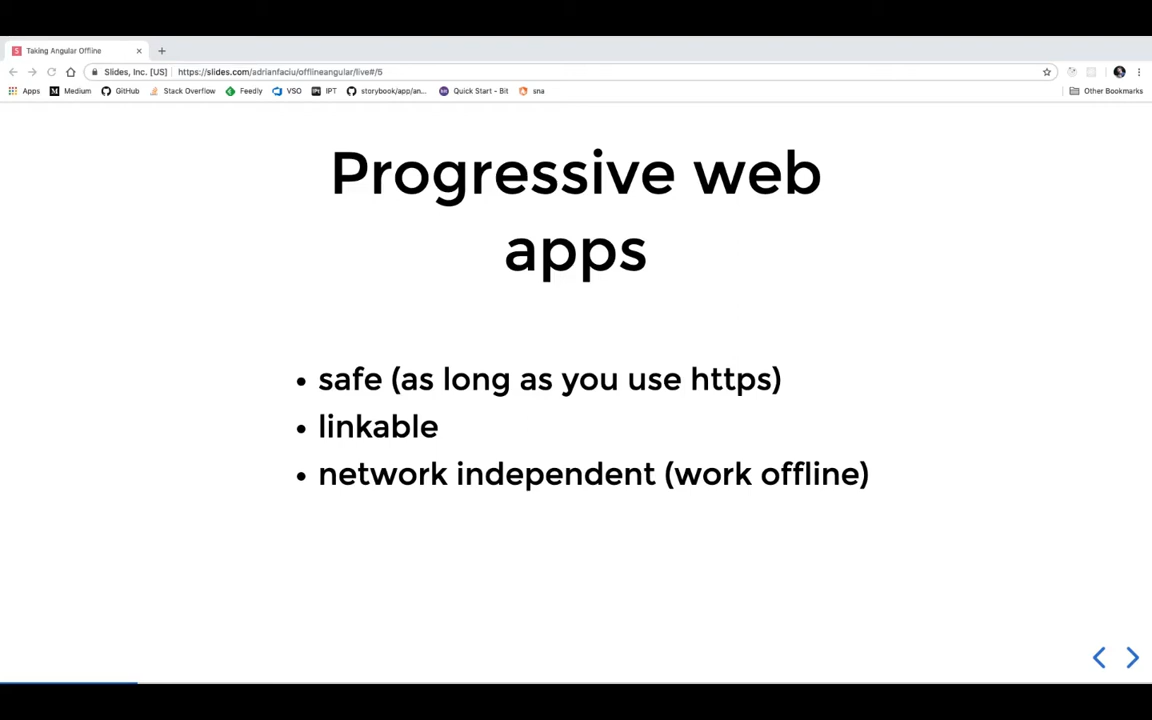 Taking Angular Offline
Slides, Inc. [US]
https://slides.com/adrianfaciu/offlineangular/live#/5
Apps
Medium
GitHub
Stack Overflow
Feedly
VSO
IPT
storybook/app/an...
Quick Start - Bit
sna
Other Bookmarks
Progressive web
apps
• safe (as long as you use https)
• linkable
• network independent (work offline)